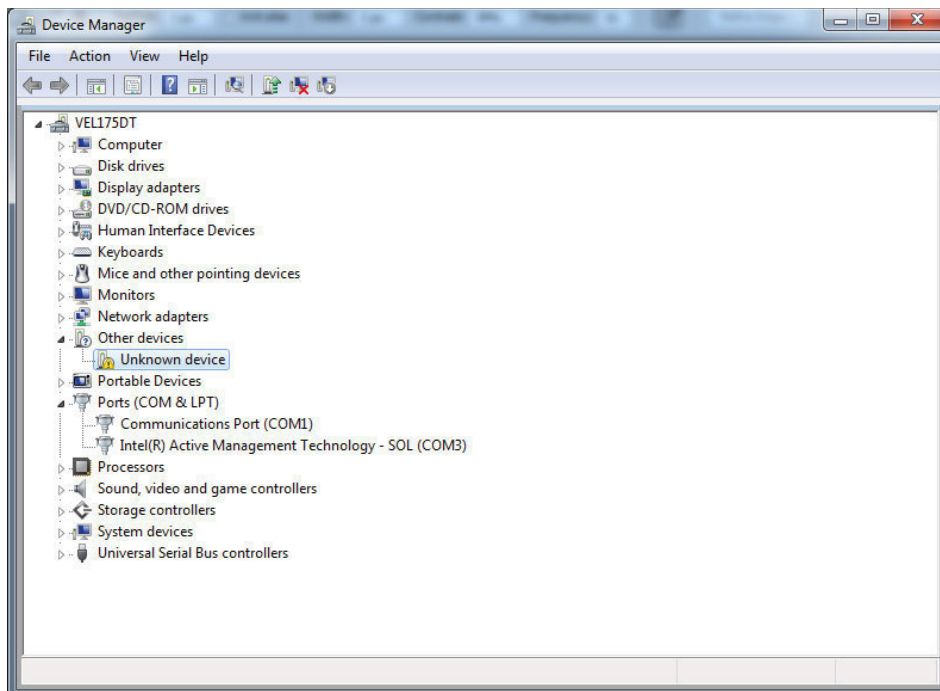 Device Manager
File Action View Help
VEL175DT
Computer
Disk drives
Display adapters
DVD/CD-ROM drives
Human Interface Devices
Keyboards
Mice and other pointing devices
Monitors
Network adapters
Other devices
Unknown device
Portable Devices
Ports (COM & LPT)
Communications Port (COM1)
Intel(R) Active Management Technology - SOL (COM3)
Processors
Sound, video and game controllers
Storage controllers
System devices
Universal Serial Bus controllers